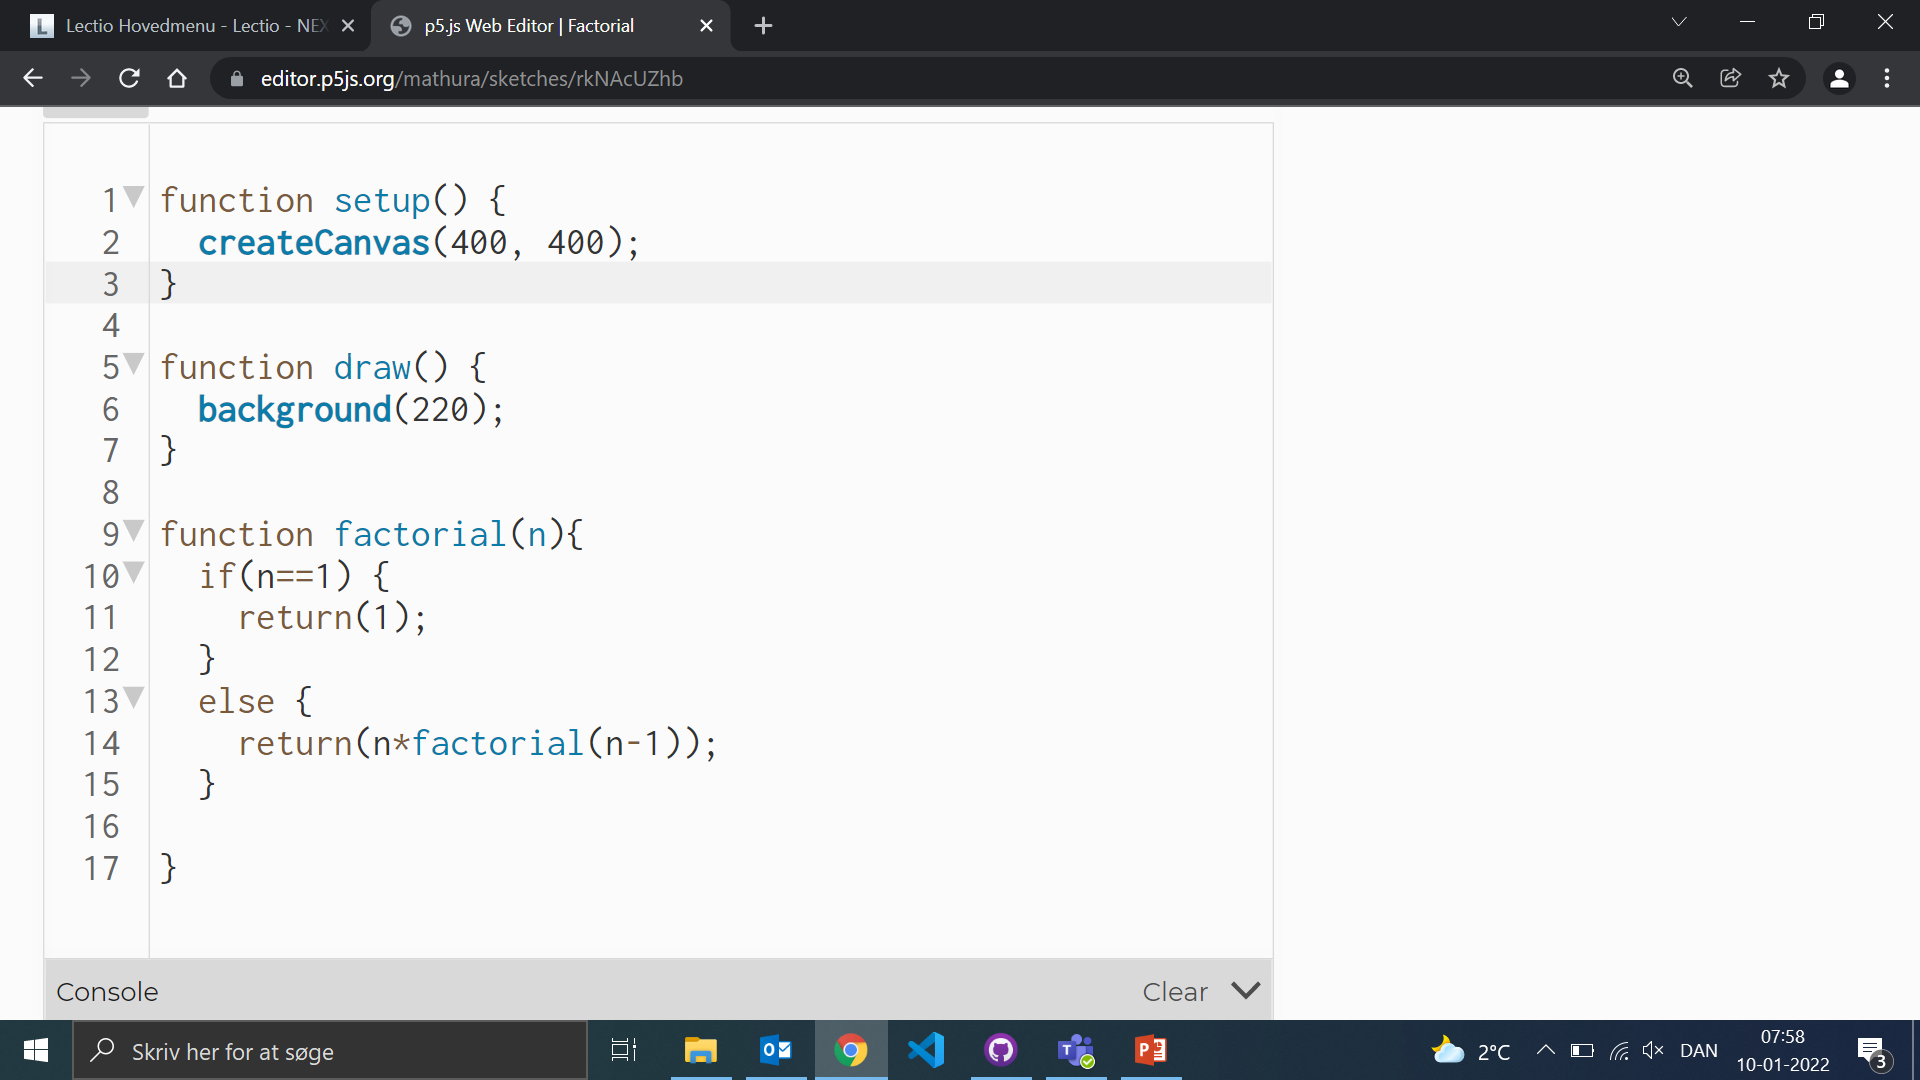 Lectio Hovedmenu - Lectio - NEX
p5.js Web Editor | Factorial
editor.p5js.org/mathura/sketches/rkNAcUZhb
1 function setup() {
2 createCanvas(400, 400);
3 }
4
5 function draw() {
6 background(220);
7 }
8
9 function factorial(n){
10 if(n==1) {
11 return(1);
12 }
13 else {
14 return(n*factorial(n-1));
15 }
16
17 }
Console Clear
Skriv her for at søge
2°C DAN 07:58
10-01-2022
3